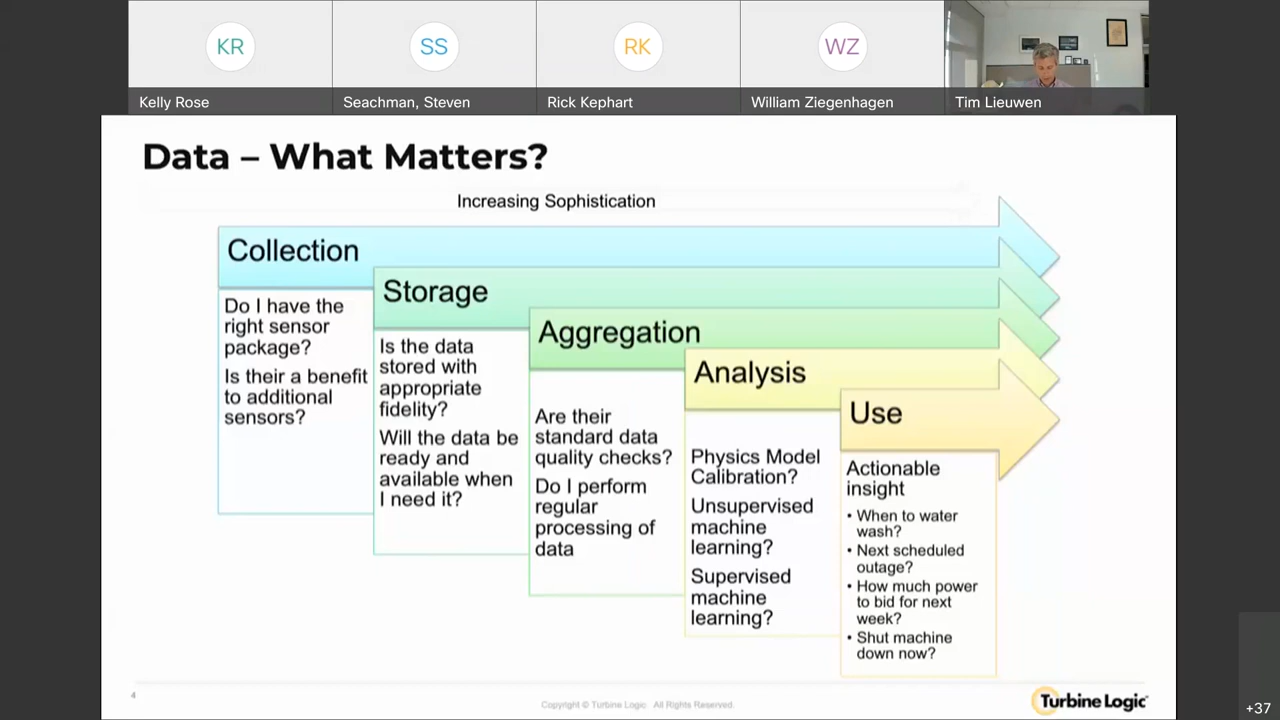 KR
SS
RK
WZ
Kelly Rose
Seachman, Steven
Rick Kephart
William Ziegenhagen
Tim Lieuwen
Data – What Matters?
Increasing Sophistication
Collection
Do I have the
right sensor
package?
Is their a benefit
to additional
sensors?
Storage
Is the data
stored with
appropriate
fidelity?
Will the data be
ready and
available when
I need it?
Aggregation
Are their
standard data
quality checks?
Do I perform
regular
processing of
data
Analysis
Physics Model
Calibration?
Unsupervised
machine
learning?
Supervised
machine
learning?
Use
Actionable
insight
• When to water
wash?
• Next scheduled
outage?
• How much power
to bid for next
week?
• Shut machine
down now?
4
Copyright © Turbine Logic All Rights Reserved.
Turbine Logic
+37